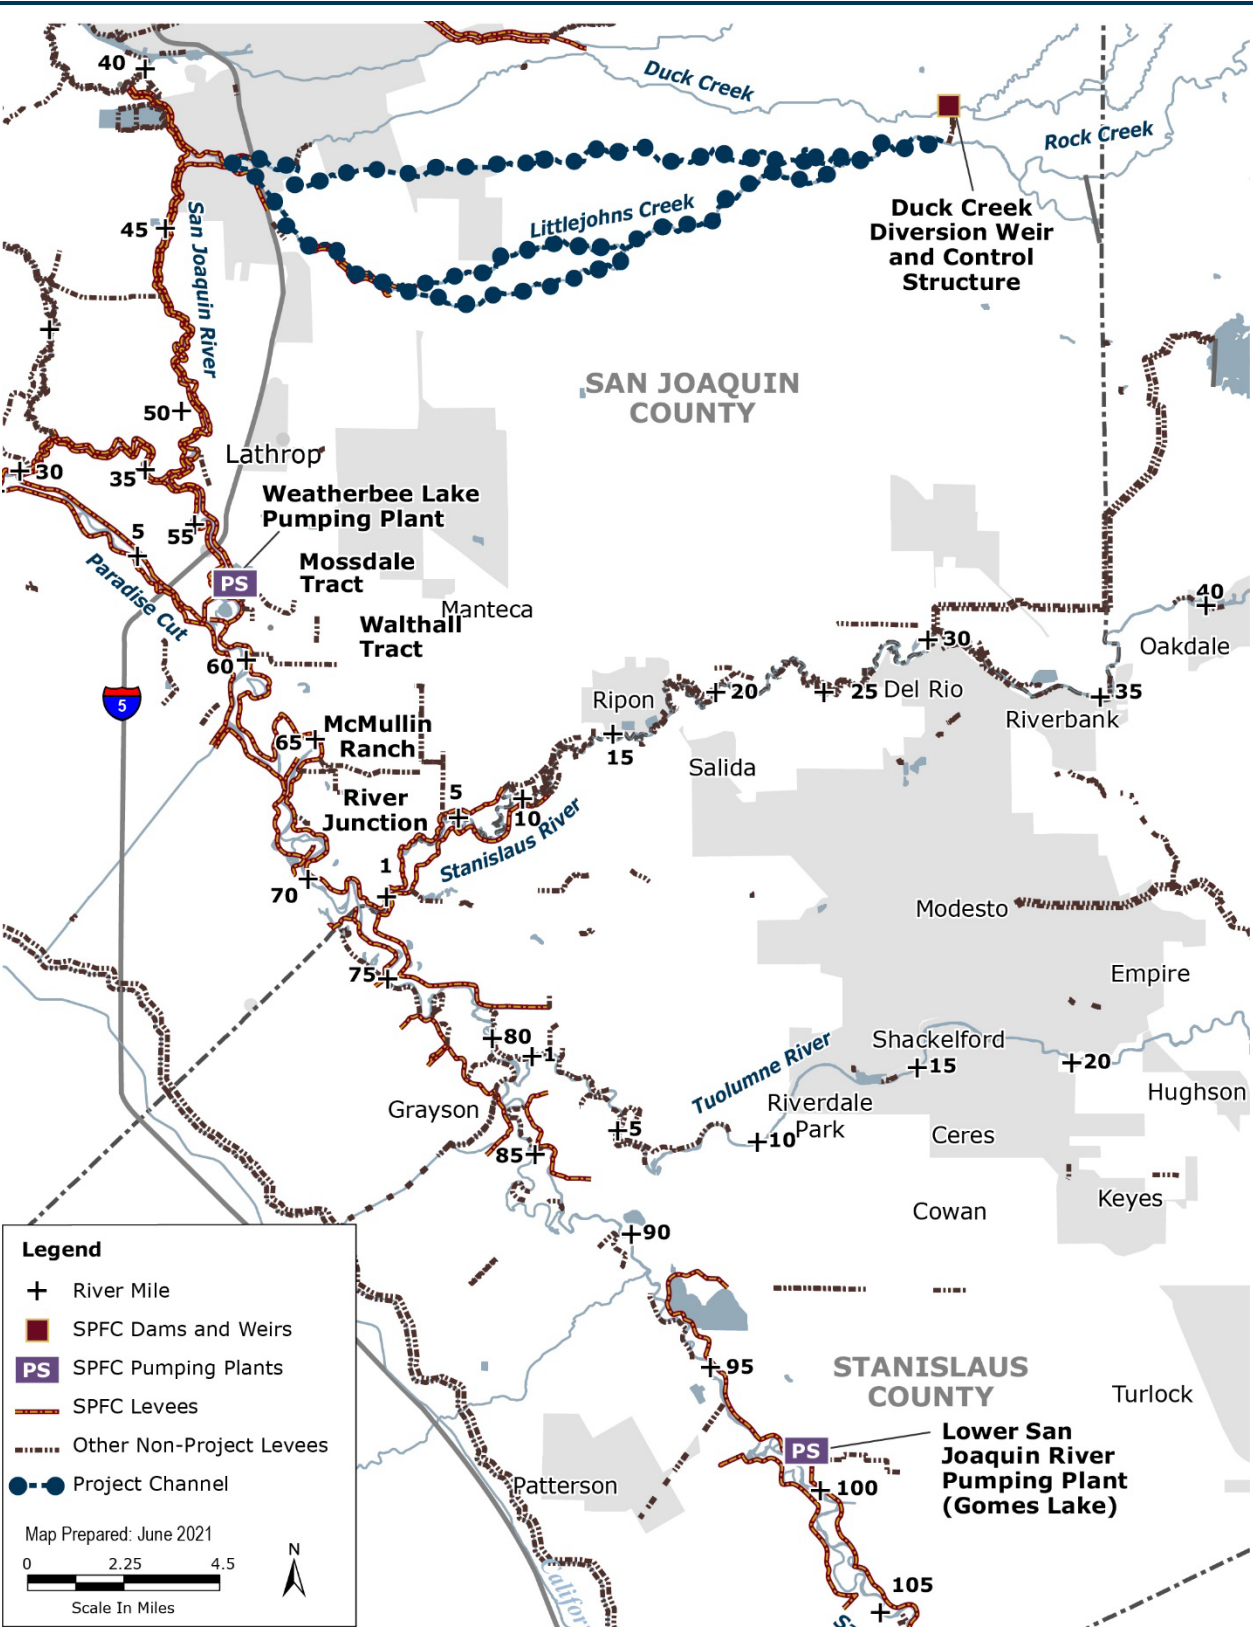 40
Duck Creek
Rock Creek
Duck Creek
Diversion Weir
and Control
Structure
Littlejohns Creek
45
San Joaquin River
SAN JOAQUIN
COUNTY
50
Lathrop
30
35
Weatherbee Lake
Pumping Plant
5
55
Paradise Cut
PS
Mossdale
Tract
Manteca
Walthall
Tract
60
40
Oakdale
30
35
25
Del Rio
20
Ripon
Riverbank
5
McMullin
Ranch
65
15
Salida
River
Junction
5
10
Stanislaus River
1
70
Modesto
75
Empire
80
1
Shackelford
15
20
Tuolumne River
Grayson
Riverdale
Park
Hughson
5
10
Ceres
85
Keyes
Cowan
90
95
STANISLAUS
COUNTY
Turlock
PS
Lower San
Joaquin River
Pumping Plant
(Gomes Lake)
Patterson
100
105
Califor
Legend
River Mile
SPFC Dams and Weirs
PS SPFC Pumping Plants
SPFC Levees
Other Non-Project Levees
Project Channel
Map Prepared: June 2021
0 2.25 4.5
Scale In Miles
N